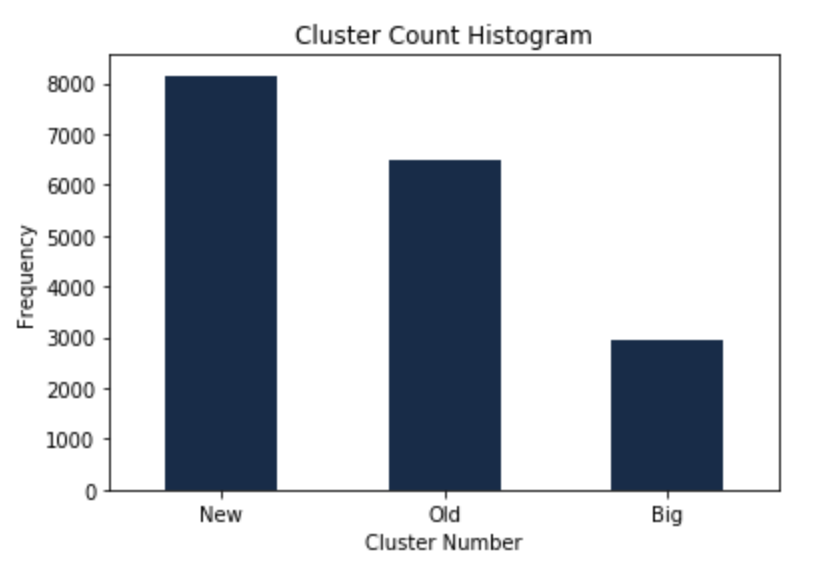 Cluster Count Histogram
8000
7000
6000
5000
4000
3000
2000
1000
0
Frequency
New Old Big
Cluster Number